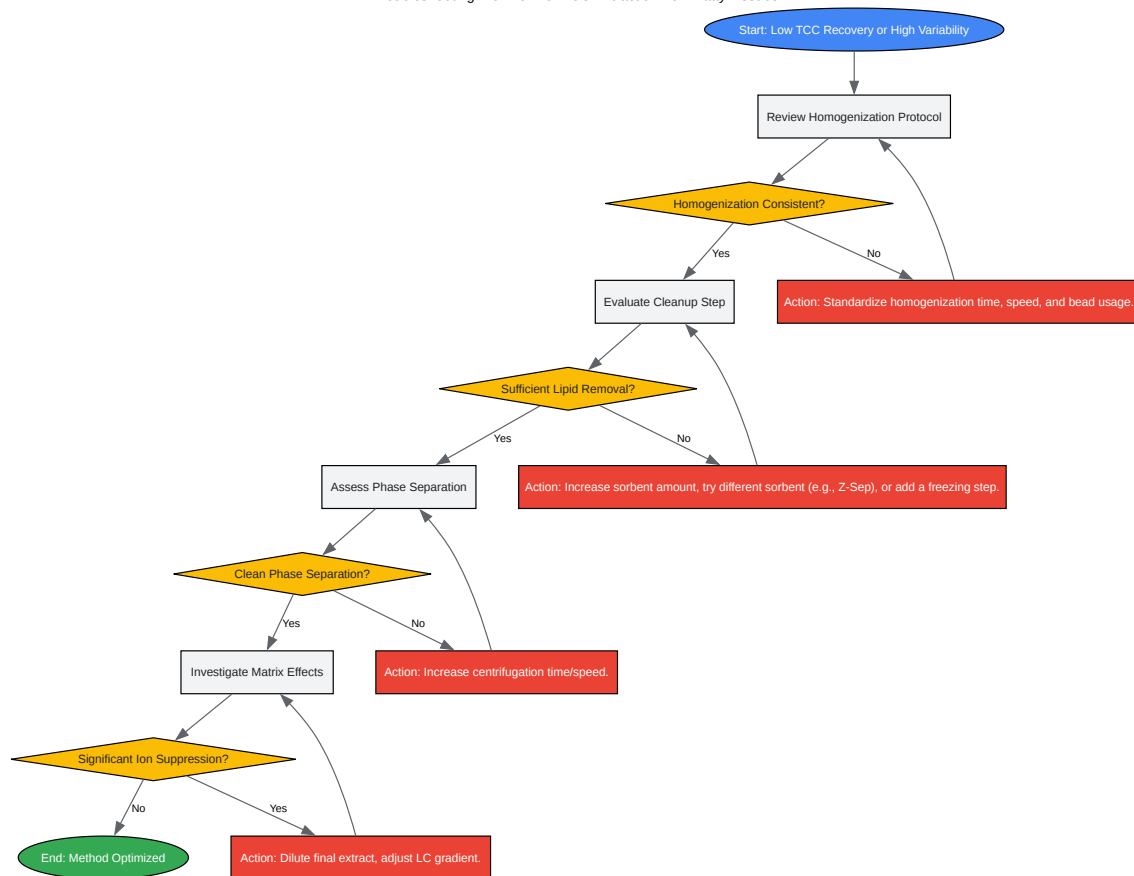 Start: Low TCC Recovery or High Variability
Review Homogenization Protocol
Homogenization Consistent?
Yes
No
Evaluate Cleanup Step
Action: Standardize homogenization time, speed, and bead usage.
Sufficient Lipid Removal?
Yes
No
Assess Phase Separation
Action: Increase sorbent amount, try different sorbent (e.g., Z-Sep), or add a freezing step.
Clean Phase Separation?
Yes
No
Investigate Matrix Effects
Action: Increase centrifugation time/speed.
Significant Ion Suppression?
No
Yes
End: Method Optimized
Action: Dilute final extract, adjust LC gradient.